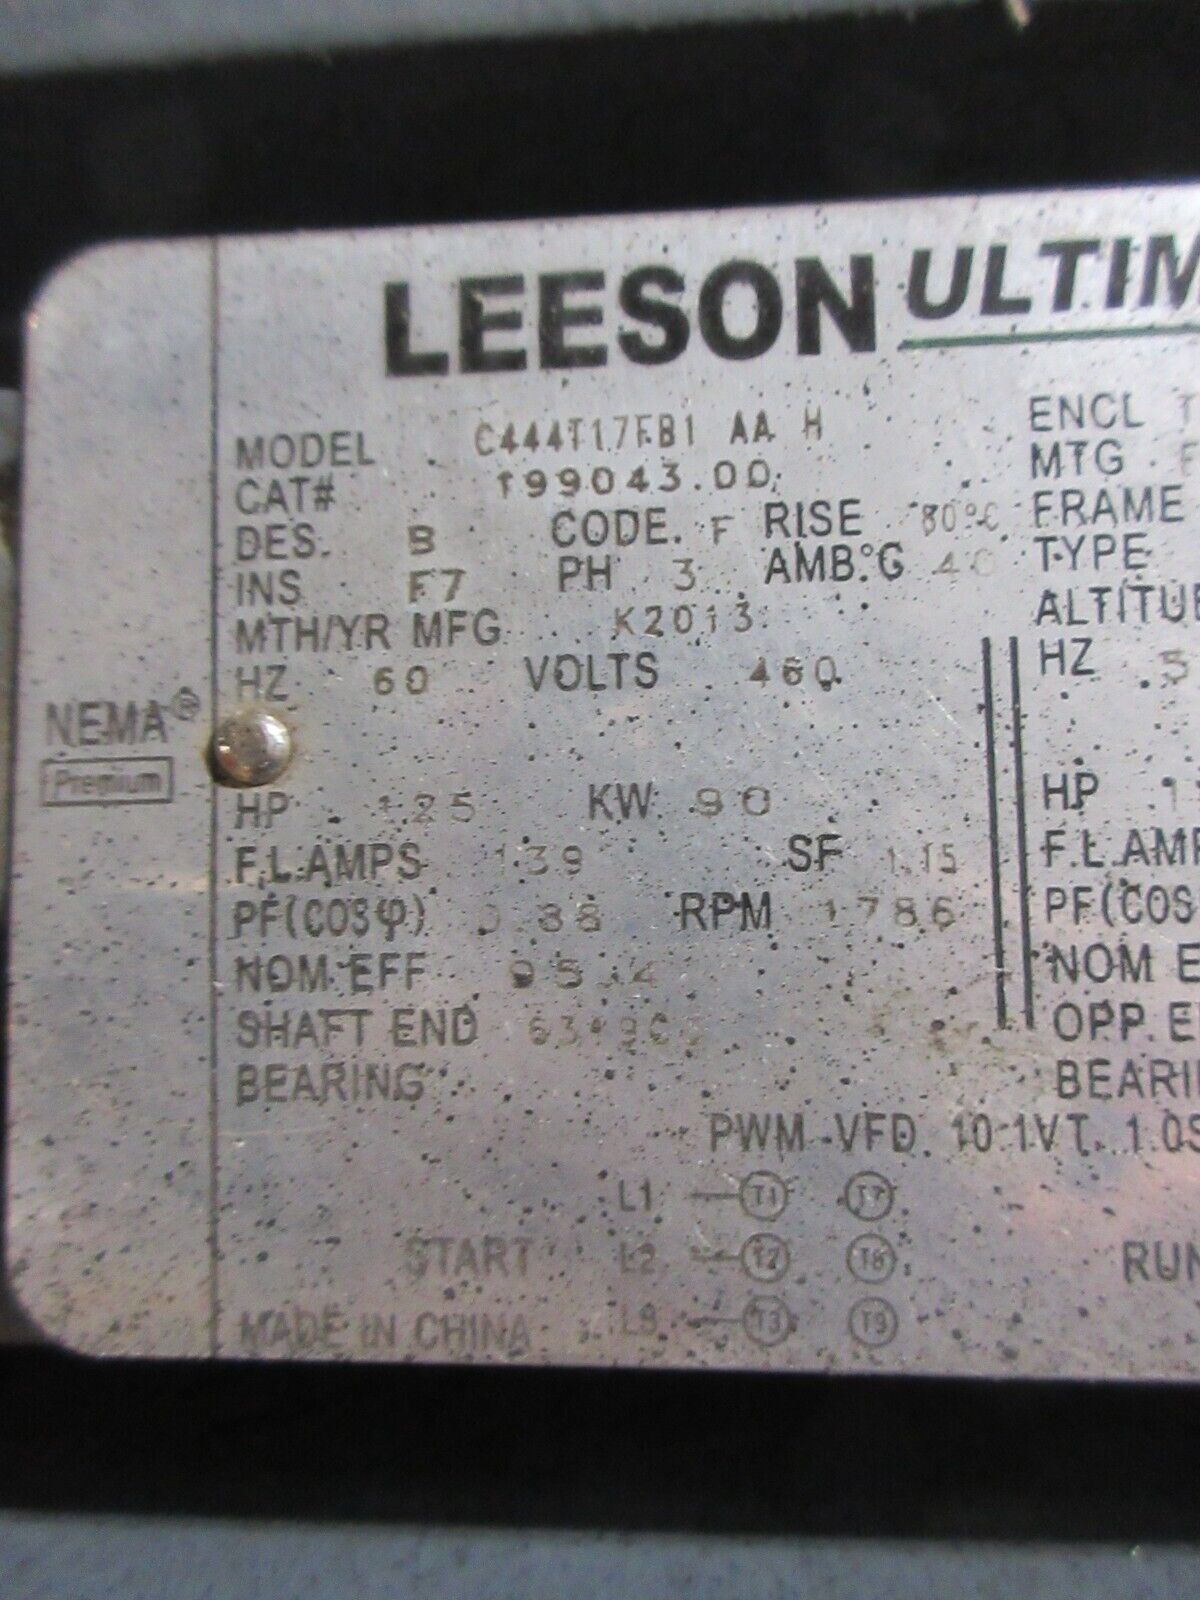 LEESON ULTIM
MODEL C444T17FB1 AA H
CAT# 199043.00
DES. B CODE. F RISE 80°C
INS F7 PH 3 AMB.°C 40
MTH/YR MFG K2013
HZ 60 VOLTS 460
NEMA®
Premium
HP 125 KW 90
F.L.AMPS 139 SF 1.15
PF(COSφ) 0.88 RPM 1786
NOM EFF 95.4
SHAFT END
BEARING
ENCL T
MTG F
FRAME
TYPE
ALTITU
HZ 5
HP 1
F.L.AM
PF(COS
NOM E
OPP E
BEARI
PWM VFD 10:1VT, 1.0S
L1 T1 T7
START L2 T2 T8 RUN
MADE IN CHINA L3 T3 T9